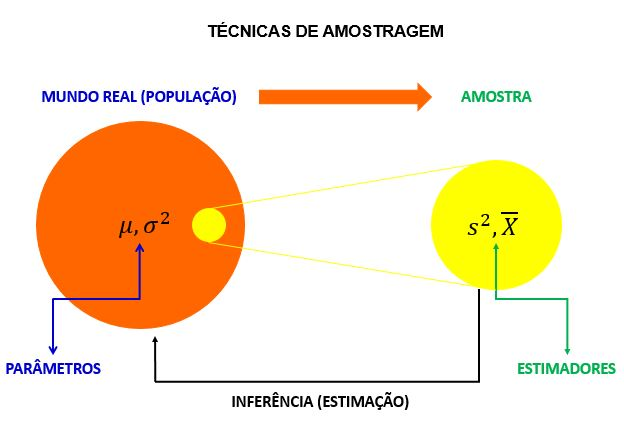 TÉCNICAS DE AMOSTRAGEM
MUNDO REAL (POPULAÇÃO)
AMOSTRA
μ, σ²
s², X̅
PARÂMETROS
ESTIMADORES
INFERÊNCIA (ESTIMAÇÃO)